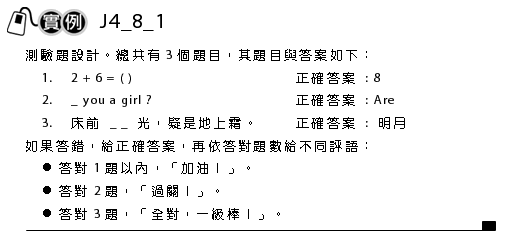 實例 J4_8_1
測驗題設計。總共有 3 個題目，其題目與答案如下：
1. 2 + 6 = ( ) 正確答案 : 8
2. _ you a girl ? 正確答案 : Are
3. 床前 _ _ 光，疑是地上霜。 正確答案 : 明月
如果答錯，給正確答案，再依答對題數給不同評語：
● 答對 1 題以內，「加油！」。
● 答對 2 題，「過關！」。
● 答對 3 題，「全對，一級棒！」。